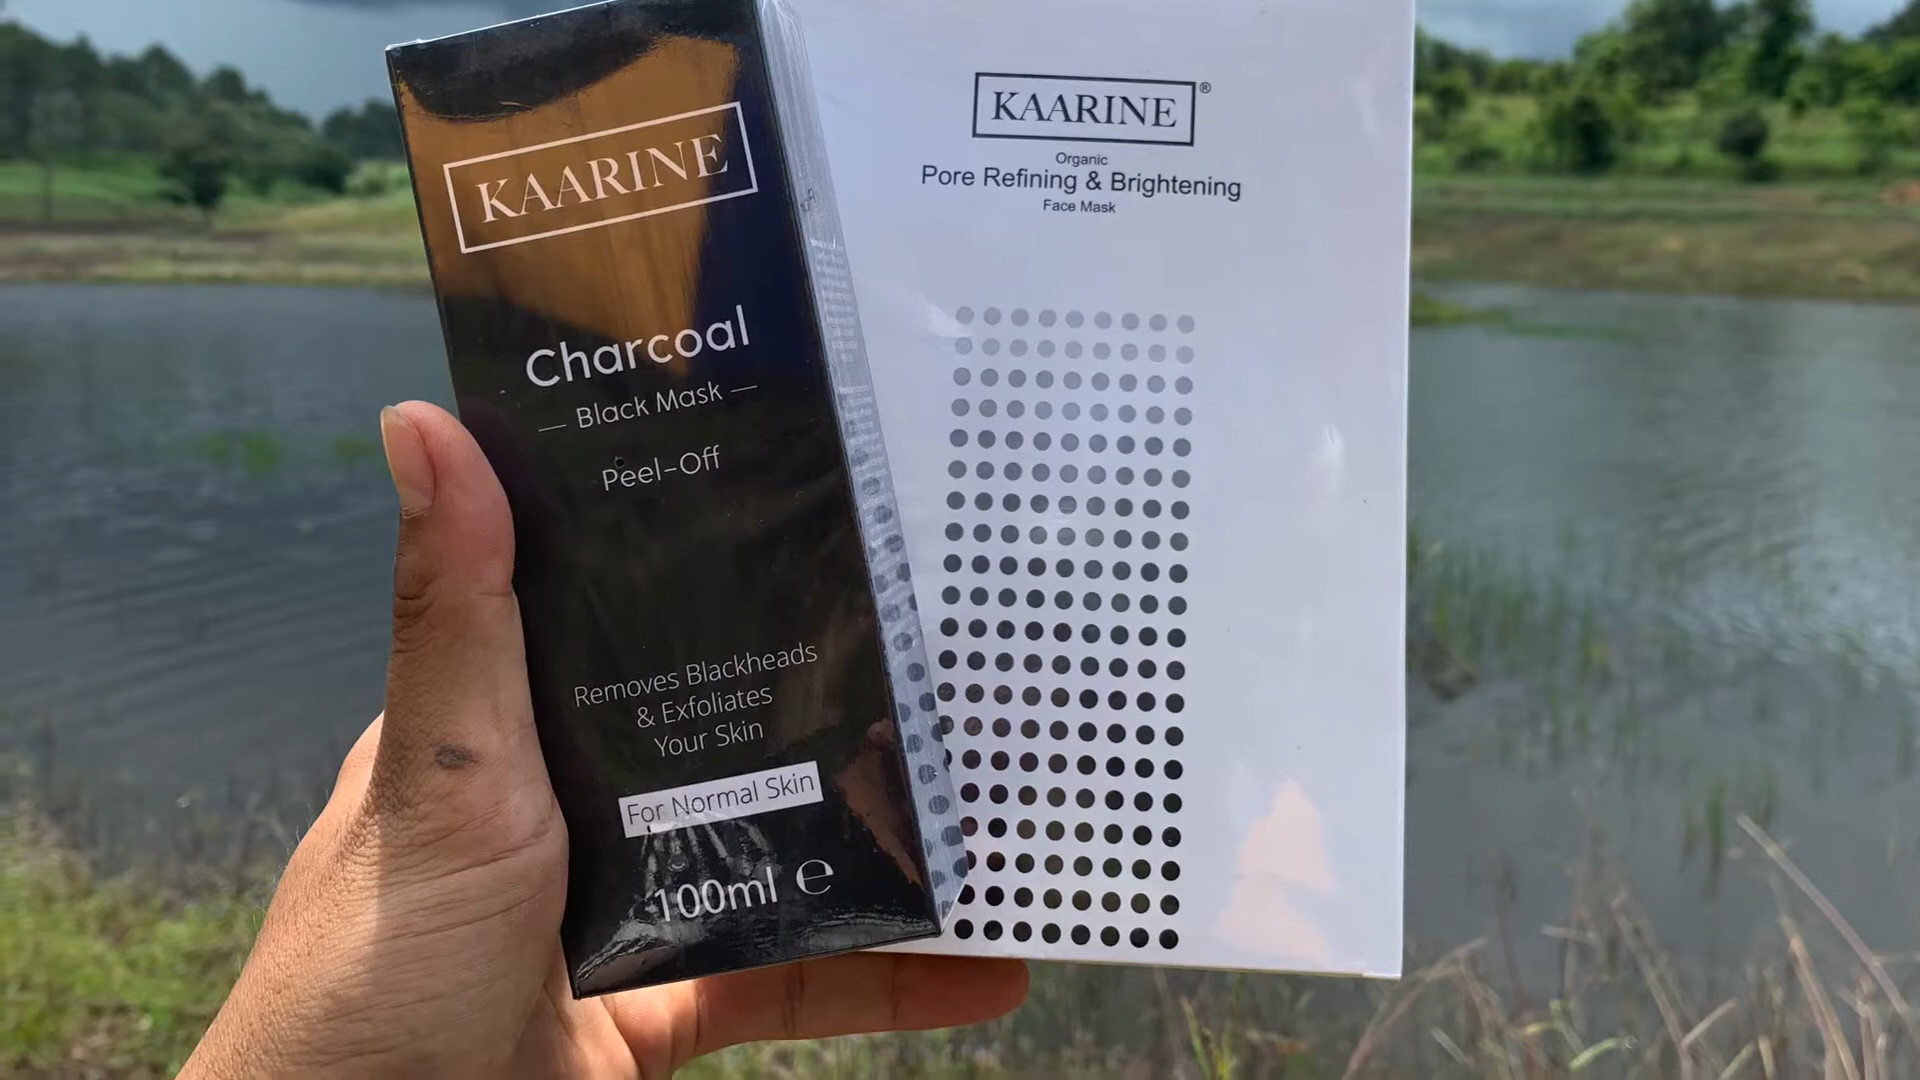 KAARINE
Charcoal
— Black Mask —
Peel-Off
Removes Blackheads
& Exfoliates
Your Skin
For Normal Skin
100ml ℮
KAARINE®
Organic
Pore Refining & Brightening
Face Mask